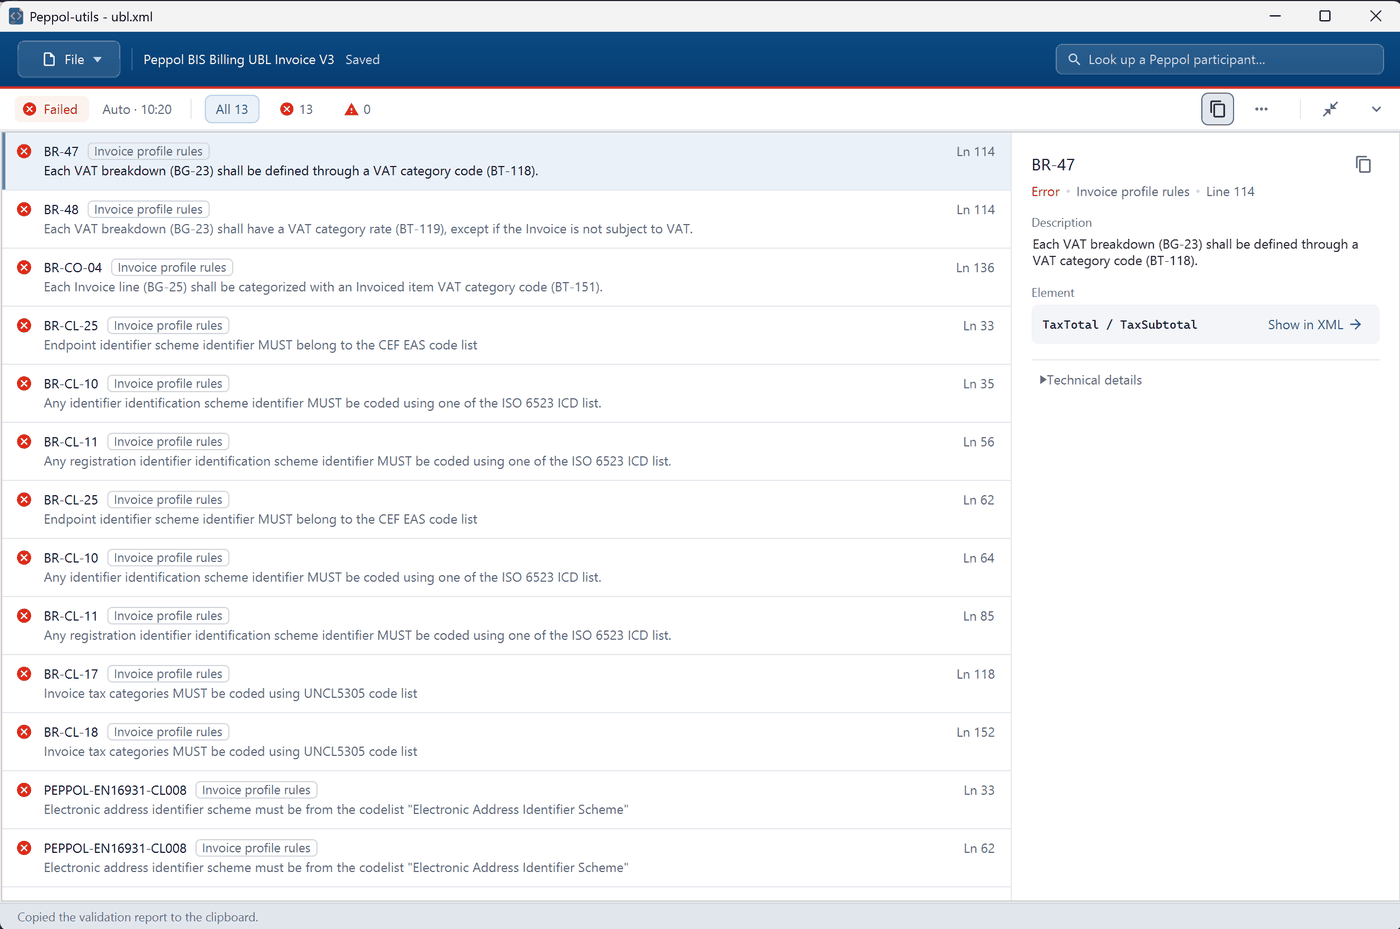 Peppol-utils - ubl.xml
File
Peppol BIS Billing UBL Invoice V3 Saved
Look up a Peppol participant...
Failed
Auto · 10:20
All 13
13
0
BR-47 Invoice profile rules Ln 114
Each VAT breakdown (BG-23) shall be defined through a VAT category code (BT-118).
BR-48 Invoice profile rules Ln 114
Each VAT breakdown (BG-23) shall have a VAT category rate (BT-119), except if the Invoice is not subject to VAT.
BR-CO-04 Invoice profile rules Ln 136
Each Invoice line (BG-25) shall be categorized with an Invoiced item VAT category code (BT-151).
BR-CL-25 Invoice profile rules Ln 33
Endpoint identifier scheme identifier MUST belong to the CEF EAS code list
BR-CL-10 Invoice profile rules Ln 35
Any identifier identification scheme identifier MUST be coded using one of the ISO 6523 ICD list.
BR-CL-11 Invoice profile rules Ln 56
Any registration identifier identification scheme identifier MUST be coded using one of the ISO 6523 ICD list.
BR-CL-25 Invoice profile rules Ln 62
Endpoint identifier scheme identifier MUST belong to the CEF EAS code list
BR-CL-10 Invoice profile rules Ln 64
Any identifier identification scheme identifier MUST be coded using one of the ISO 6523 ICD list.
BR-CL-11 Invoice profile rules Ln 85
Any registration identifier identification scheme identifier MUST be coded using one of the ISO 6523 ICD list.
BR-CL-17 Invoice profile rules Ln 118
Invoice tax categories MUST be coded using UNCL5305 code list
BR-CL-18 Invoice profile rules Ln 152
Invoice tax categories MUST be coded using UNCL5305 code list
PEPPOL-EN16931-CL008 Invoice profile rules Ln 33
Electronic address identifier scheme must be from the codelist "Electronic Address Identifier Scheme"
PEPPOL-EN16931-CL008 Invoice profile rules Ln 62
Electronic address identifier scheme must be from the codelist "Electronic Address Identifier Scheme"
BR-47
Error • Invoice profile rules • Line 114
Description
Each VAT breakdown (BG-23) shall be defined through a
VAT category code (BT-118).
Element
TaxTotal / TaxSubtotal Show in XML →
Technical details
Copied the validation report to the clipboard.